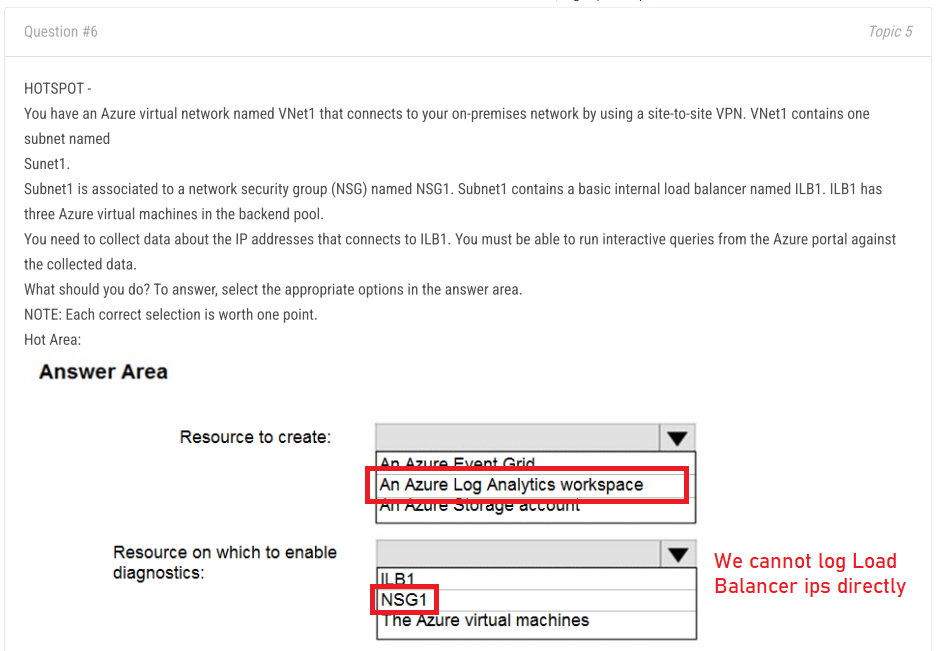 Question #6
Topic 5
HOTSPOT -
You have an Azure virtual network named VNet1 that connects to your on-premises network by using a site-to-site VPN. VNet1 contains one
subnet named
Sunet1.
Subnet1 is associated to a network security group (NSG) named NSG1. Subnet1 contains a basic internal load balancer named ILB1. ILB1 has
three Azure virtual machines in the backend pool.
You need to collect data about the IP addresses that connects to ILB1. You must be able to run interactive queries from the Azure portal against
the collected data.
What should you do? To answer, select the appropriate options in the answer area.
NOTE: Each correct selection is worth one point.
Hot Area:
Answer Area
Resource to create:
An Azure Event Grid
An Azure Log Analytics workspace
An Azure Storage account
Resource on which to enable
diagnostics:
ILB1
NSG1
The Azure virtual machines
We cannot log Load
Balancer ips directly